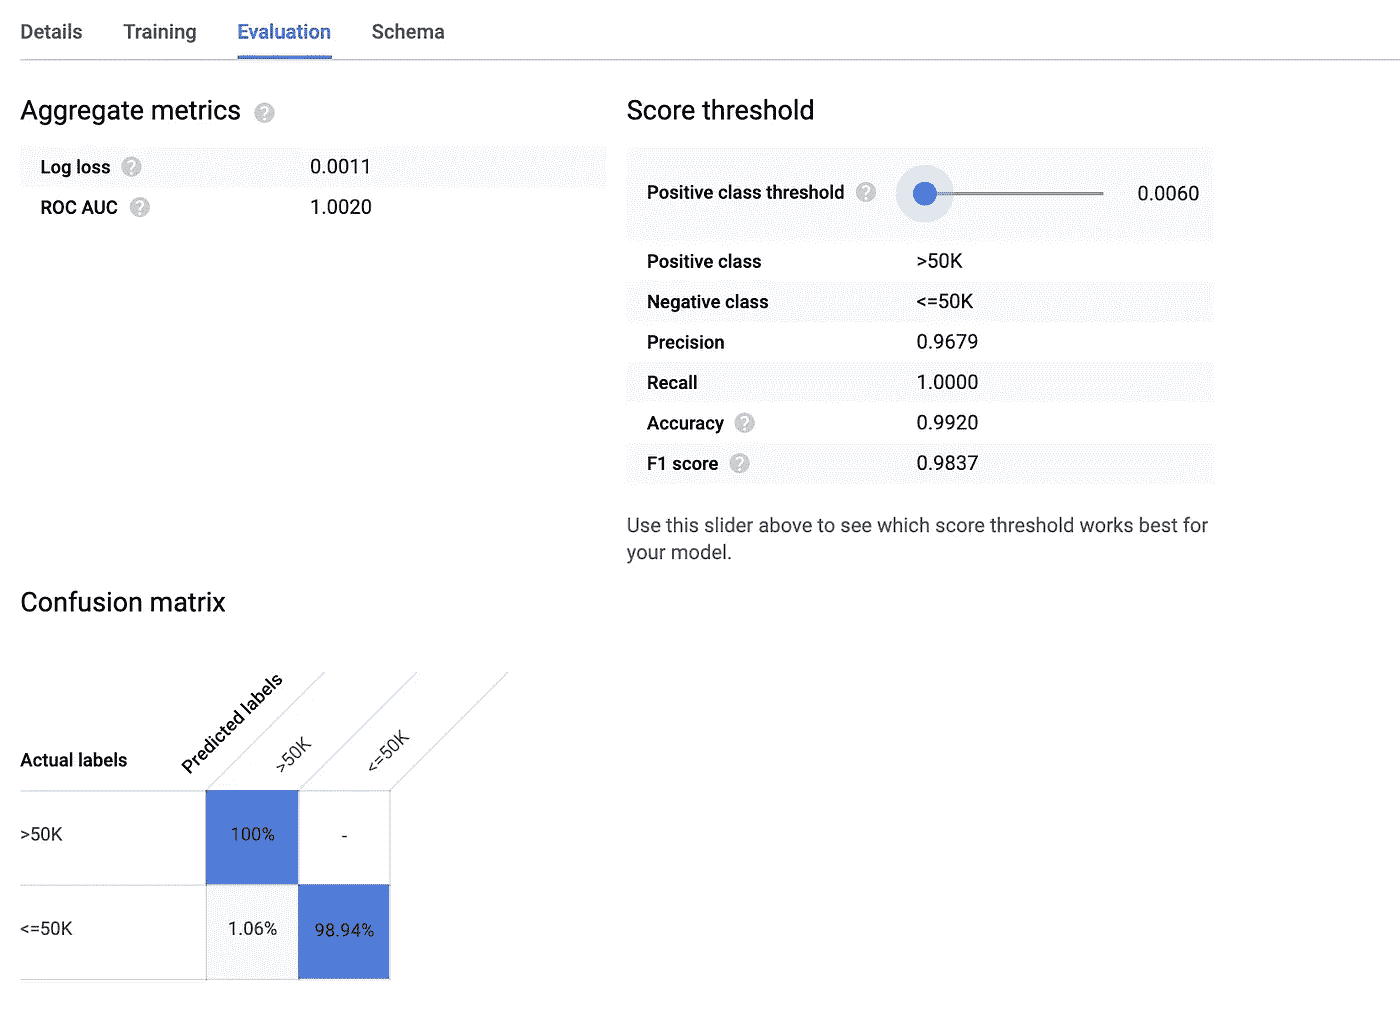 Details Training Evaluation Schema
Aggregate metrics ?
Log loss ? 0.0011
ROC AUC ? 1.0020
Score threshold
Positive class threshold ? 0.0060
Positive class >50K
Negative class <=50K
Precision 0.9679
Recall 1.0000
Accuracy ? 0.9920
F1 score ? 0.9837
Use this slider above to see which score threshold works best for
your model.
Confusion matrix
Actual labels Predicted labels >50K <=50K
>50K 100% -
<=50K 1.06% 98.94%